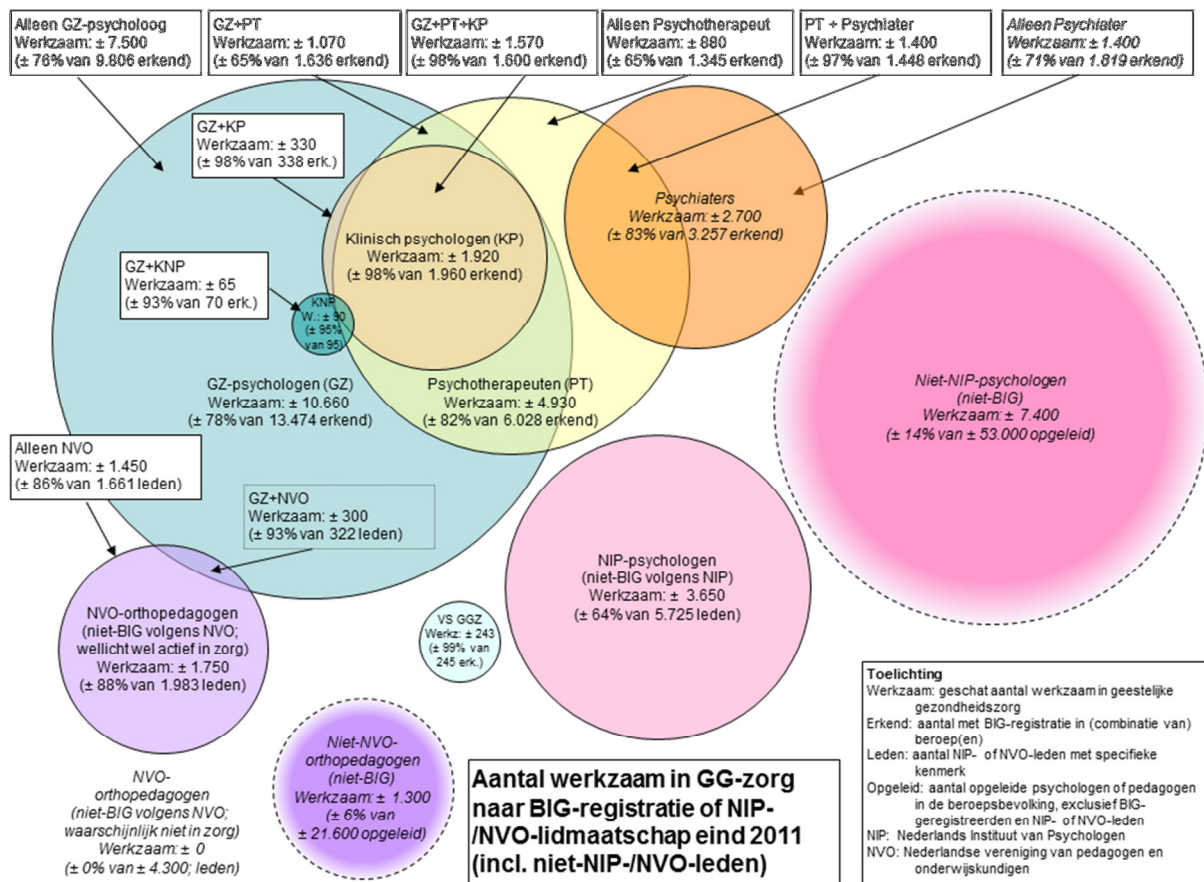 Alleen GZ-psycholoog
Werkzaam: ± 7.500
(± 76% van 9.806 erkend)
GZ+PT
Werkzaam: ± 1.070
(± 65% van 1.636 erkend)
GZ+PT+KP
Werkzaam: ± 1.570
(± 98% van 1.600 erkend)
Alleen Psychotherapeut
Werkzaam: ± 880
(± 65% van 1.345 erkend)
PT + Psychiater
Werkzaam: ± 1.400
(± 97% van 1.448 erkend)
Alleen Psychiater
Werkzaam: ± 1.400
(± 71% van 1.819 erkend)
GZ+KP
Werkzaam: ± 330
(± 98% van 338 erk.)
Psychiaters
Werkzaam: ± 2.700
(± 83% van 3.257 erkend)
Klinisch psychologen (KP)
Werkzaam: ± 1.920
(± 98% van 1.960 erkend)
GZ+KNP
Werkzaam: ± 65
(± 93% van 70 erk.)
KNP
W.: ± 90
(± 95%
van 95)
GZ-psychologen (GZ)
Werkzaam: ± 10.660
(± 78% van 13.474 erkend)
Psychotherapeuten (PT)
Werkzaam: ± 4.930
(± 82% van 6.028 erkend)
Niet-NIP-psychologen
(niet-BIG)
Werkzaam: ± 7.400
(± 14% van ± 53.000 opgeleid)
Alleen NVO
Werkzaam: ± 1.450
(± 86% van 1.661 leden)
GZ+NVO
Werkzaam: ± 300
(± 93% van 322 leden)
NIP-psychologen
(niet-BIG volgens NIP)
Werkzaam: ± 3.650
(± 64% van 5.725 leden)
NVO-orthopedagogen
(niet-BIG volgens NVO;
wellicht wel actief in zorg)
Werkzaam: ± 1.750
(± 88% van 1.983 leden)
VS GGZ
Werkz: ± 243
(± 99% van
245 erk.)
NVO-
orthopedagogen
(niet-BIG volgens NVO;
waarschijnlijk niet in zorg)
Werkzaam: ± 0
(± 0% van ± 4.300; leden)
Niet-NVO-
orthopedagogen
(niet-BIG)
Werkzaam: ± 1.300
(± 6% van
± 21.600 opgeleid)
Aantal werkzaam in GG-zorg
naar BIG-registratie of NIP-
/NVO-lidmaatschap eind 2011
(incl. niet-NIP-/NVO-leden)
Toelichting
Werkzaam: geschat aantal werkzaam in geestelijke
gezondheidszorg
Erkend: aantal met BIG-registratie in (combinatie van)
beroep(en)
Leden: aantal NIP- of NVO-leden met specifieke
kenmerk
Opgeleid: aantal opgeleide psychologen of pedagogen
in de beroepsbevolking, exclusief BIG-
geregistreerden en NIP- of NVO-leden
NIP: Nederlands Instituut van Psychologen
NVO: Nederlandse vereniging van pedagogen en
onderwijskundigen